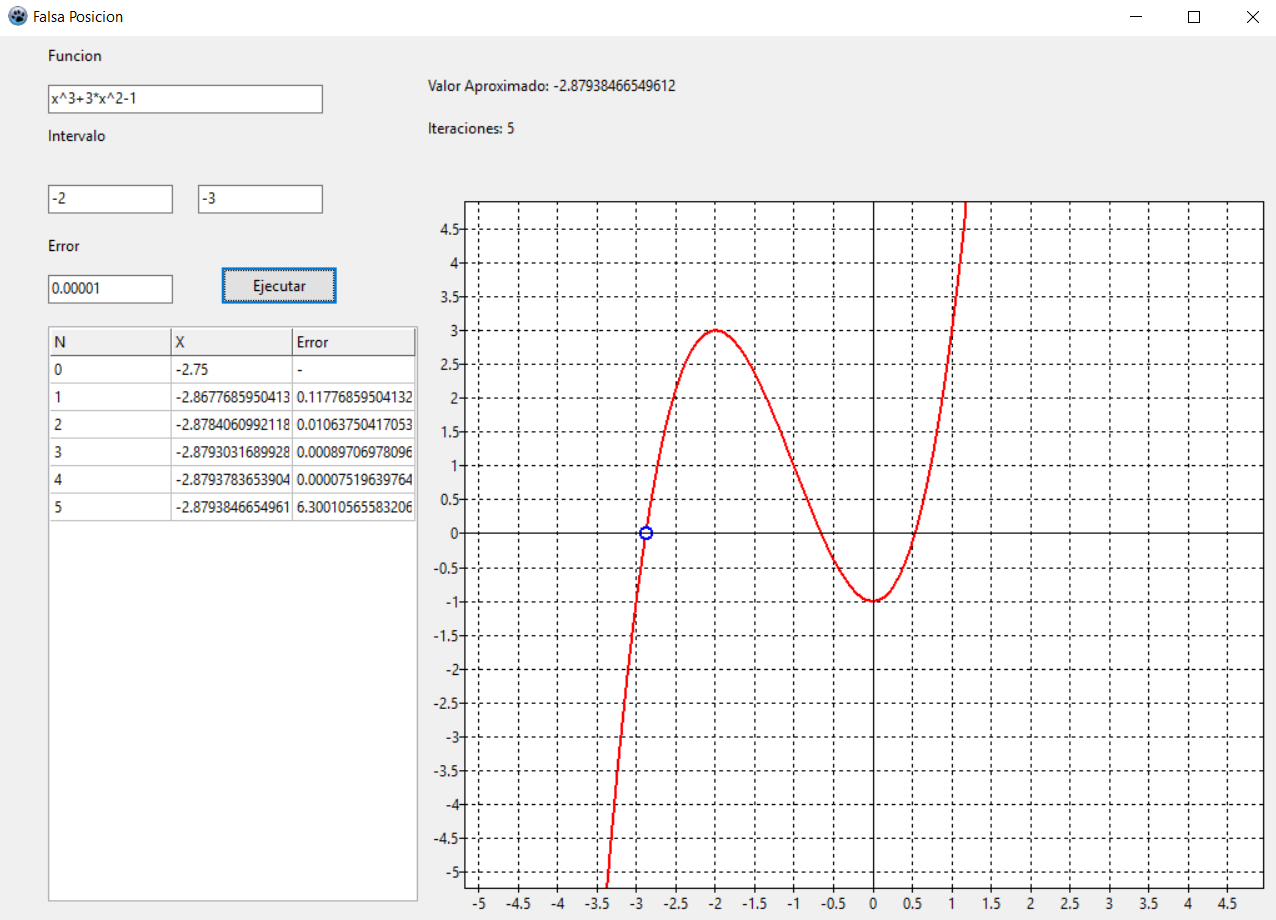 Falsa Posicion
Funcion
x^3+3*x^2-1
Intervalo
-2 -3
Error
0.00001 Ejecutar
Valor Aproximado: -2.87938466549612
Iteraciones: 5
N X Error
0 -2.75 -
1 -2.8677685950413 0.11776859504132
2 -2.8784060992118 0.01063750417053
3 -2.8793031689928 0.00089706978096
4 -2.8793783653904 0.00007519639764
5 -2.8793846654961 6.30010565583206
4.5
4
3.5
3
2.5
2
1.5
1
0.5
0
-0.5
-1
-1.5
-2
-2.5
-3
-3.5
-4
-4.5
-5
-5 -4.5 -4 -3.5 -3 -2.5 -2 -1.5 -1 -0.5 0 0.5 1 1.5 2 2.5 3 3.5 4 4.5